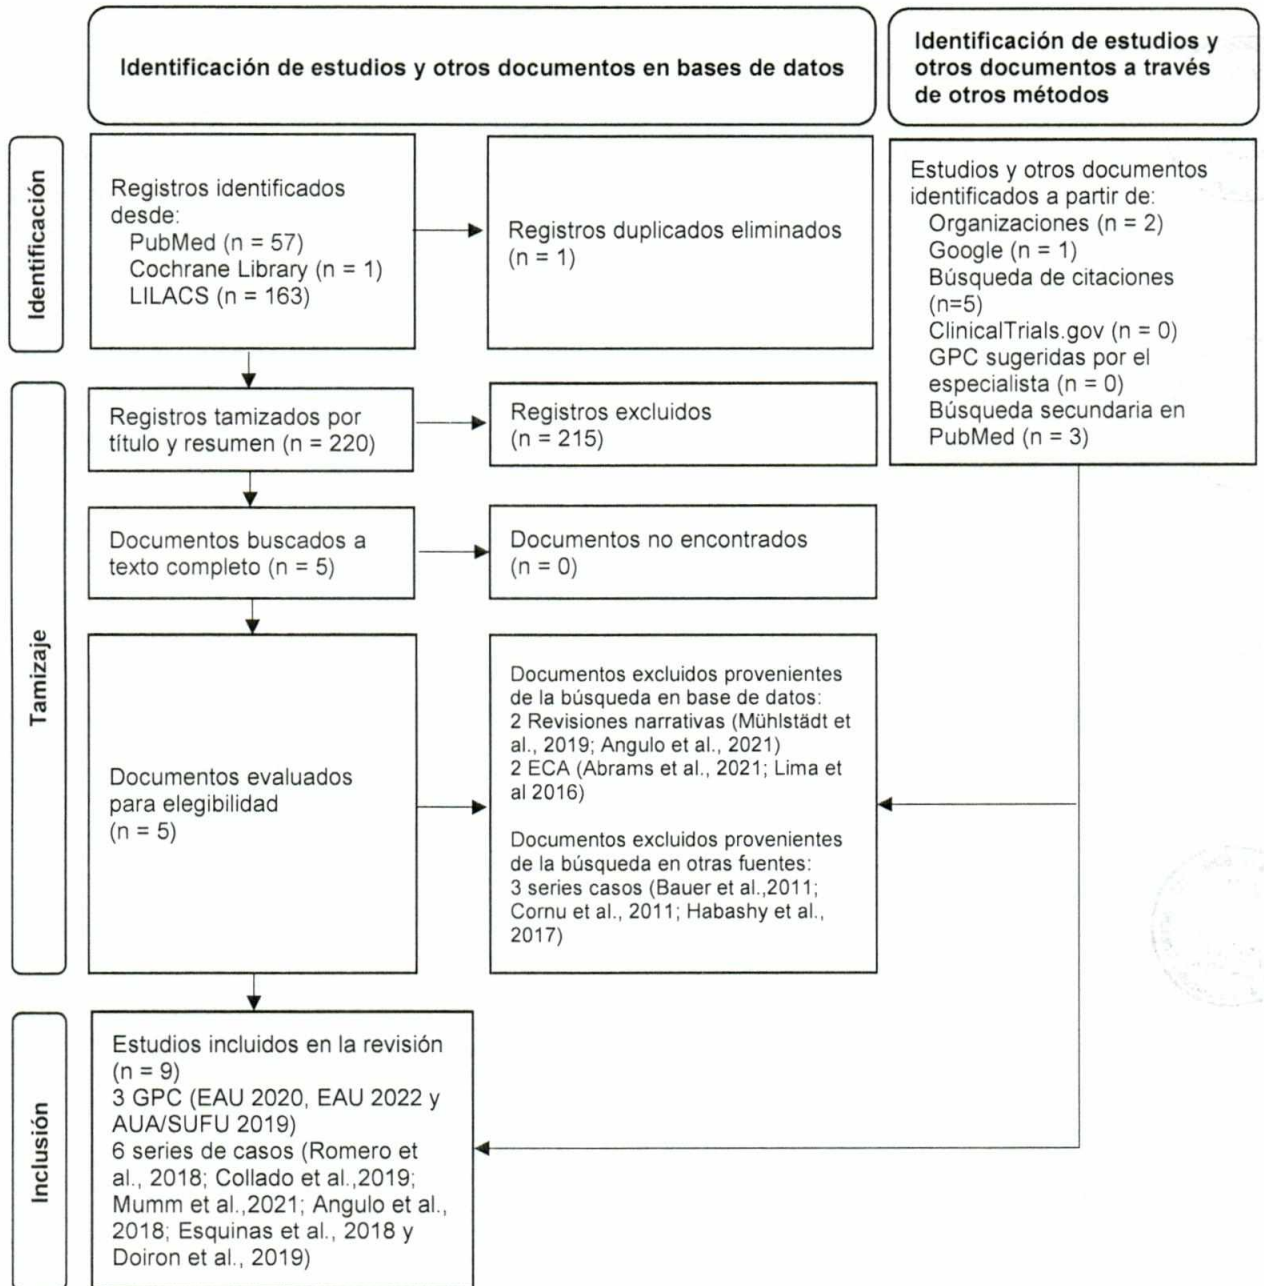 Identificación de estudios y otros documentos en bases de datos
Identificación de estudios y
otros documentos a través
de otros métodos
Identificación
Registros identificados
desde:
PubMed (n = 57)
Cochrane Library (n = 1)
LILACS (n = 163)
Registros duplicados eliminados
(n = 1)
Estudios y otros documentos
identificados a partir de:
Organizaciones (n = 2)
Google (n = 1)
Búsqueda de citaciones
(n=5)
ClinicalTrials.gov (n = 0)
GPC sugeridas por el
especialista (n = 0)
Búsqueda secundaria en
PubMed (n = 3)
Tamizaje
Registros tamizados por
título y resumen (n = 220)
Registros excluidos
(n = 215)
Documentos buscados a
texto completo (n = 5)
Documentos no encontrados
(n = 0)
Documentos evaluados
para elegibilidad
(n = 5)
Documentos excluidos provenientes
de la búsqueda en base de datos:
2 Revisiones narrativas (Mühlstädt et
al., 2019; Angulo et al., 2021)
2 ECA (Abrams et al., 2021; Lima et
al 2016)
Documentos excluidos provenientes
de la búsqueda en otras fuentes:
3 series casos (Bauer et al.,2011;
Cornu et al., 2011; Habashy et al.,
2017)
Inclusión
Estudios incluidos en la revisión
(n = 9)
3 GPC (EAU 2020, EAU 2022 y
AUA/SUFU 2019)
6 series de casos (Romero et
al., 2018; Collado et al.,2019;
Mumm et al.,2021; Angulo et al.,
2018; Esquinas et al., 2018 y
Doiron et al., 2019)